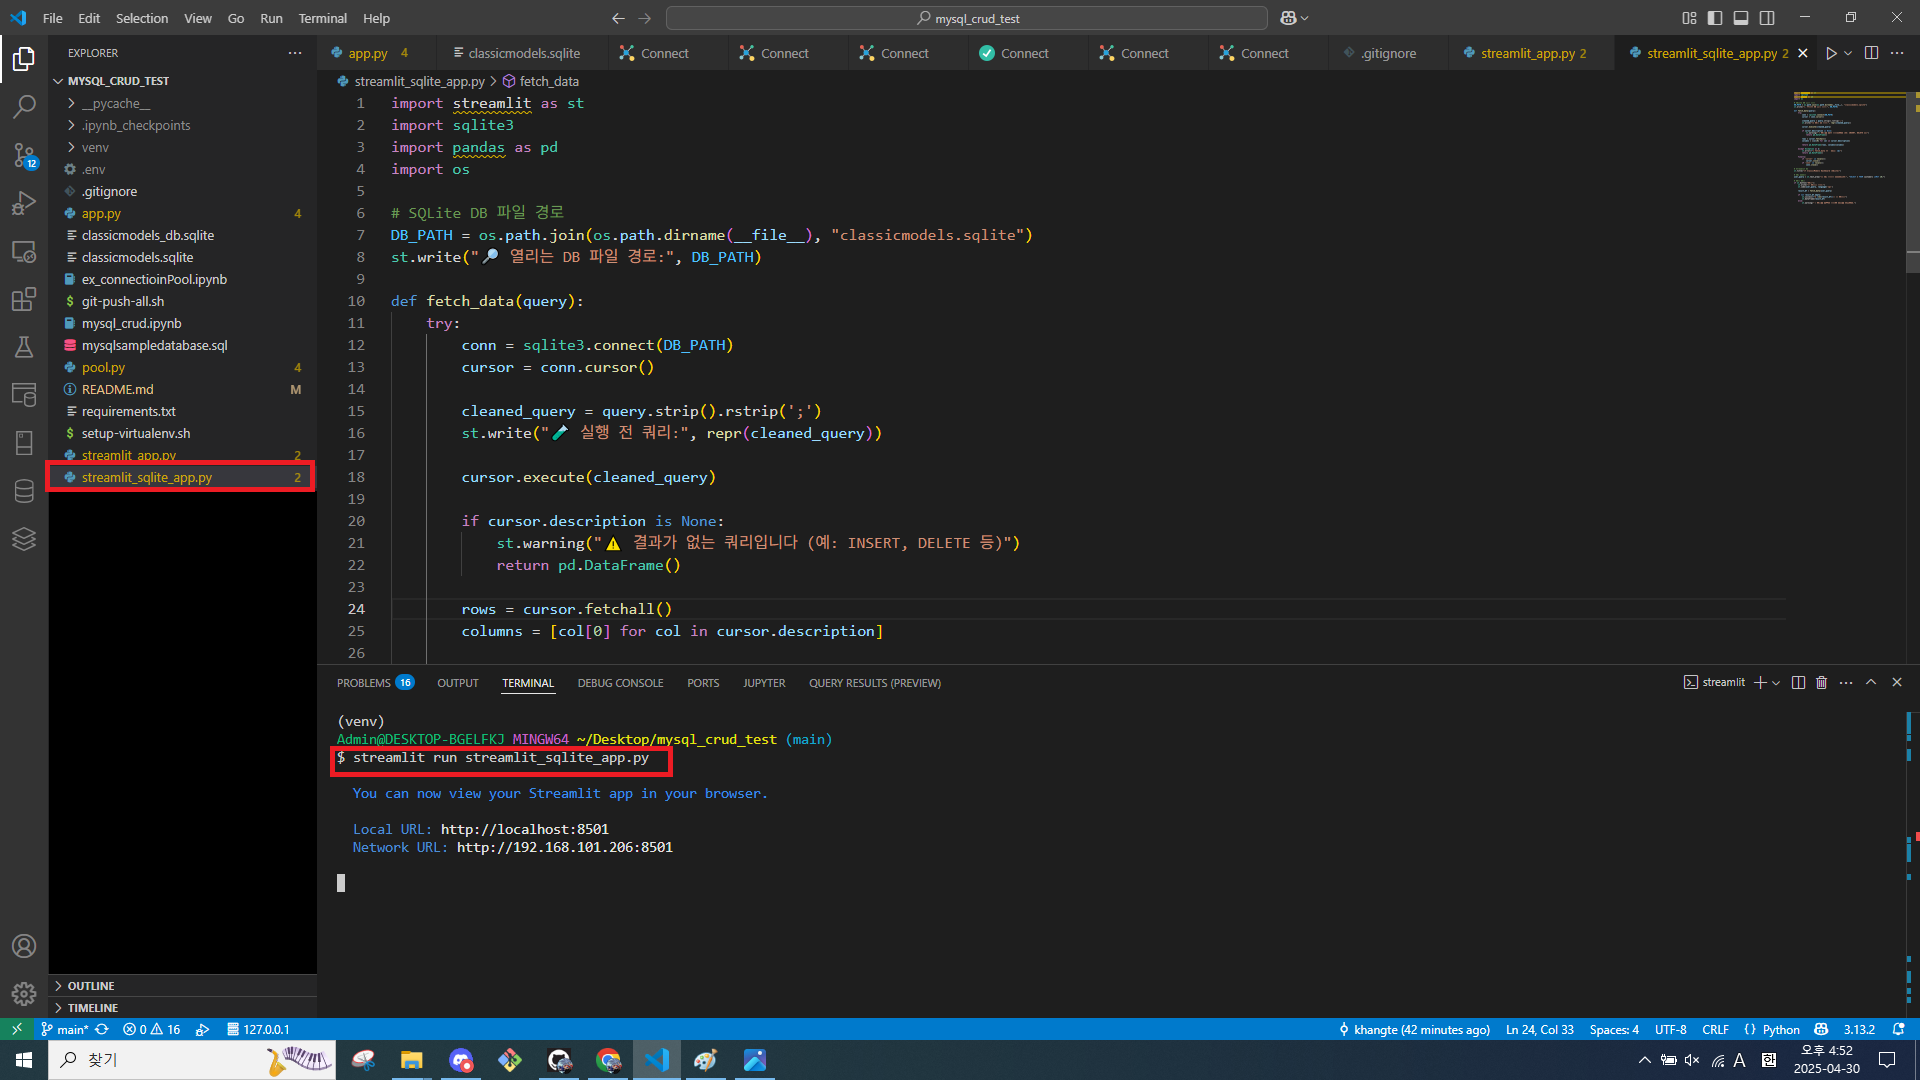 File Edit Selection View Go Run Terminal Help
mysql_crud_test
EXPLORER
app.py 4
classicmodels.sqlite
Connect
Connect
Connect
Connect
Connect
Connect
.gitignore
streamlit_app.py 2
streamlit_sqlite_app.py 2
MYSQL_CRUD_TEST
__pycache__
.ipynb_checkpoints
venv
.env
.gitignore
app.py 4
classicmodels_db.sqlite
classicmodels.sqlite
ex_connectioinPool.ipynb
git-push-all.sh
mysql_crud.ipynb
mysqlsampledatabase.sql
pool.py 4
README.md M
requirements.txt
setup-virtualenv.sh
streamlit_app.py 2
streamlit_sqlite_app.py 2
12
OUTLINE
TIMELINE
streamlit_sqlite_app.py > fetch_data
1 import streamlit as st
2 import sqlite3
3 import pandas as pd
4 import os
5
6 # SQLite DB 파일 경로
7 DB_PATH = os.path.join(os.path.dirname(__file__), "classicmodels.sqlite")
8 st.write("🔎 열리는 DB 파일 경로:", DB_PATH)
9
10 def fetch_data(query):
11 try:
12 conn = sqlite3.connect(DB_PATH)
13 cursor = conn.cursor()
14
15 cleaned_query = query.strip().rstrip(';')
16 st.write("🧪 실행 전 쿼리:", repr(cleaned_query))
17
18 cursor.execute(cleaned_query)
19
20 if cursor.description is None:
21 st.warning("⚠️ 결과가 없는 쿼리입니다 (예: INSERT, DELETE 등)")
22 return pd.DataFrame()
23
24 rows = cursor.fetchall()
25 columns = [col[0] for col in cursor.description]
26
PROBLEMS 16 OUTPUT TERMINAL DEBUG CONSOLE PORTS JUPYTER QUERY RESULTS (PREVIEW)
streamlit
(venv)
Admin@DESKTOP-BGELFKJ MINGW64 ~/Desktop/mysql_crud_test (main)
$ streamlit run streamlit_sqlite_app.py
You can now view your Streamlit app in your browser.
Local URL: http://localhost:8501
Network URL: http://192.168.101.206:8501
main* 0 16 127.0.0.1
khangte (42 minutes ago) Ln 24, Col 33 Spaces: 4 UTF-8 CRLF {} Python 3.13.2
찾기
A 오후 4:52
2025-04-30